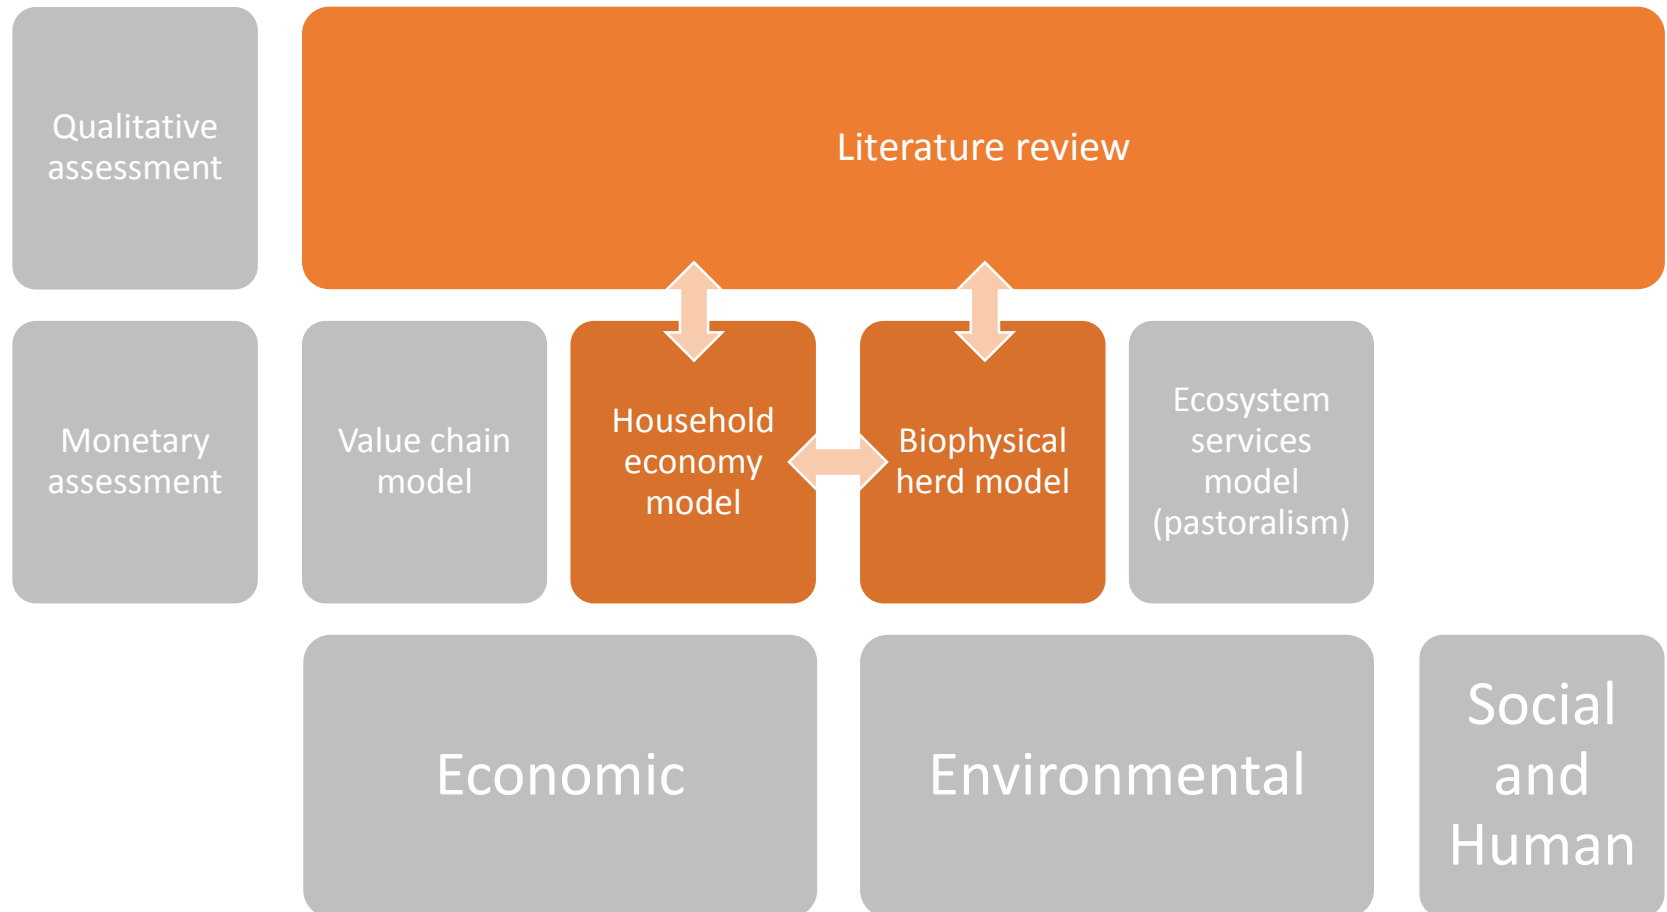 Qualitative
assessment
Literature review
Monetary
assessment
Value chain
model
Household
economy
model
Biophysical
herd model
Ecosystem
services
model
(pastoralism)
Economic
Environmental
Social
and
Human